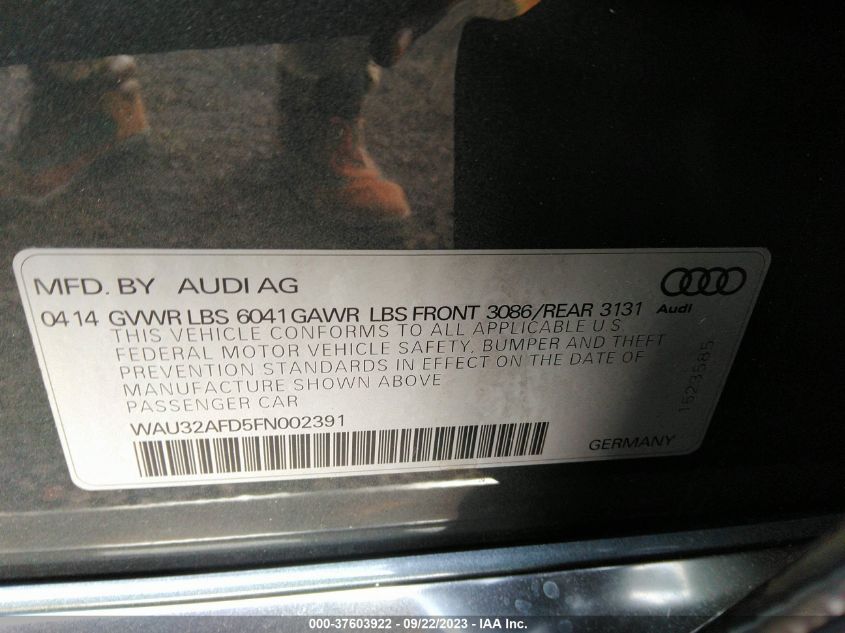 MFD. BY AUDI AG
0414 GVWR LBS 6041 GAWR LBS FRONT 3086/REAR 3131
Audi
THIS VEHICLE CONFORMS TO ALL APPLICABLE U.S.
FEDERAL MOTOR VEHICLE SAFETY, BUMPER AND THEFT
PREVENTION STANDARDS IN EFFECT ON THE DATE OF
MANUFACTURE SHOWN ABOVE
PASSENGER CAR
WAU32AFD5FN002391
GERMANY
1623585
000-37603922 - 09/22/2023 - IAA Inc.